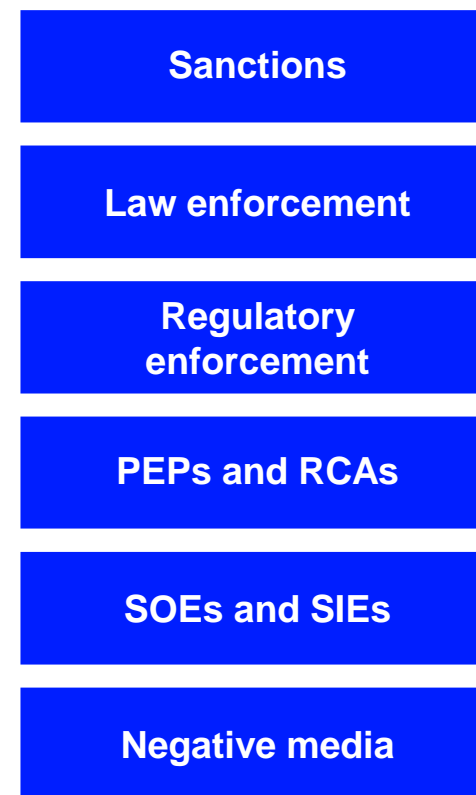 Sanctions
Law enforcement
Regulatory
enforcement
PEPs and RCAs
SOEs and SIEs
Negative media